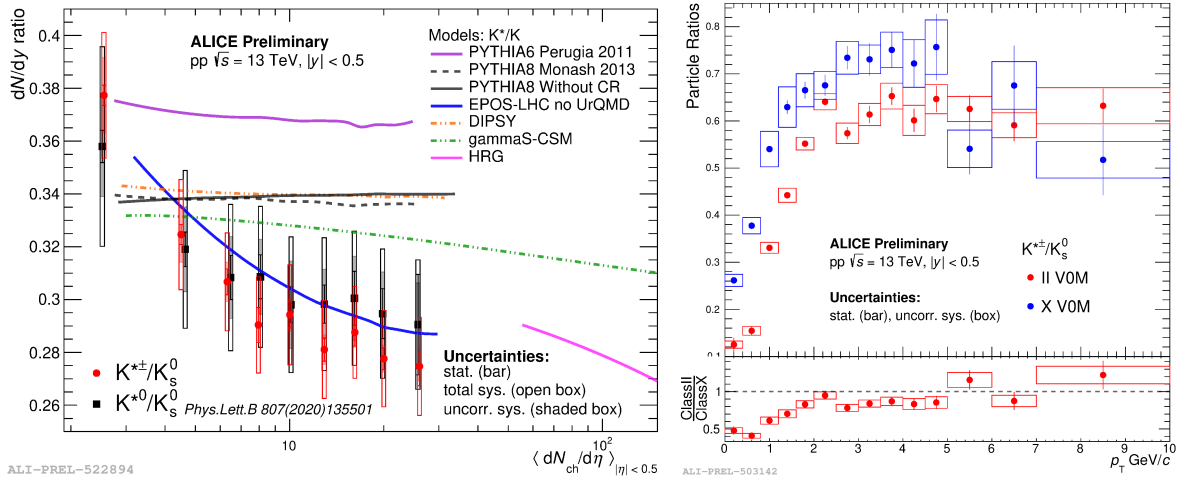 dN/dy ratio
0.4
0.38
0.36
0.34
0.32
0.3
0.28
0.26
ALICE Preliminary
pp √s = 13 TeV, |y| < 0.5
Models: K*/K
PYTHIA6 Perugia 2011
PYTHIA8 Monash 2013
PYTHIA8 Without CR
EPOS-LHC no UrQMD
DIPSY
gammaS-CSM
HRG
K*±/K⁰s
K*⁰/K⁰s
Phys.Lett.B 807(2020)135501
Uncertainties:
stat. (bar)
total sys. (open box)
uncorr. sys. (shaded box)
10
10²
⟨ dNch/dη ⟩|η| < 0.5
ALI-PREL-522894
Particle Ratios
0.8
0.7
0.6
0.5
0.4
0.3
0.2
0.1
ALICE Preliminary
pp √s = 13 TeV, |y| < 0.5
Uncertainties:
stat. (bar), uncorr. sys. (box)
K*±/K⁰s
II V0M
X V0M
ClassII
ClassX
1
0.5
0 1 2 3 4 5 6 7 8 9 10
pT GeV/c
ALI-PREL-503142